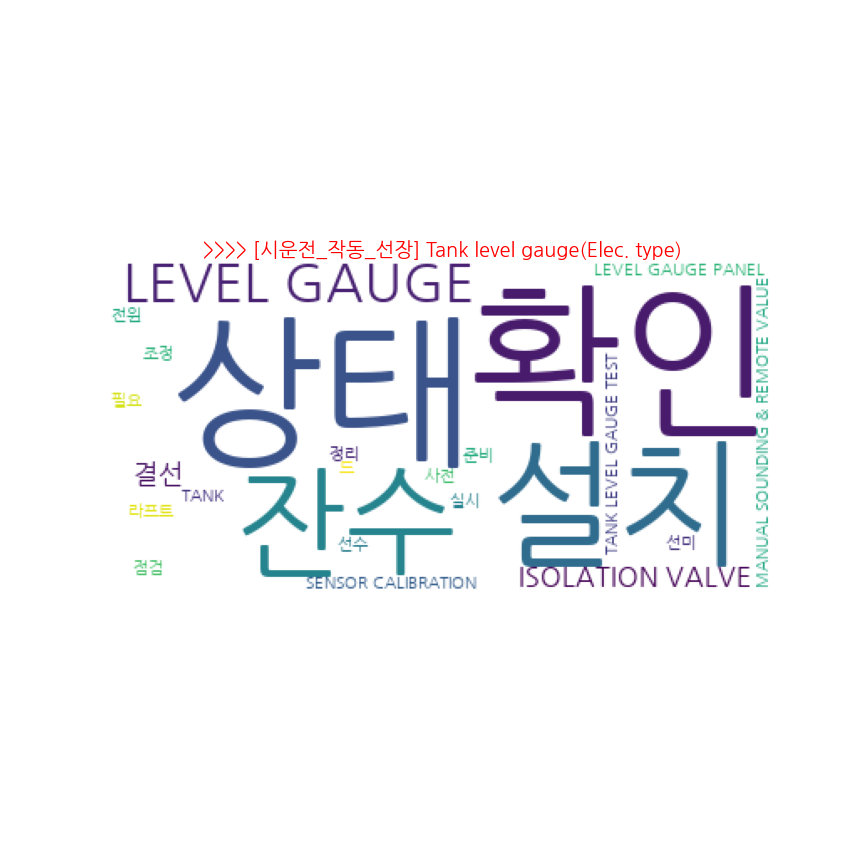 >>>> [시운전_작동_선장] Tank level gauge(Elec. type)
LEVEL GAUGE
LEVEL GAUGE PANEL
확인
상태
전원
조정
필요
MANUAL SOUNDING & REMOTE VALUE
TANK LEVEL GAUGE TEST
설치
잔수
결선
정리
드
준비
사전
TANK
실시
라프트
선수
선미
점검
SENSOR CALIBRATION
ISOLATION VALVE